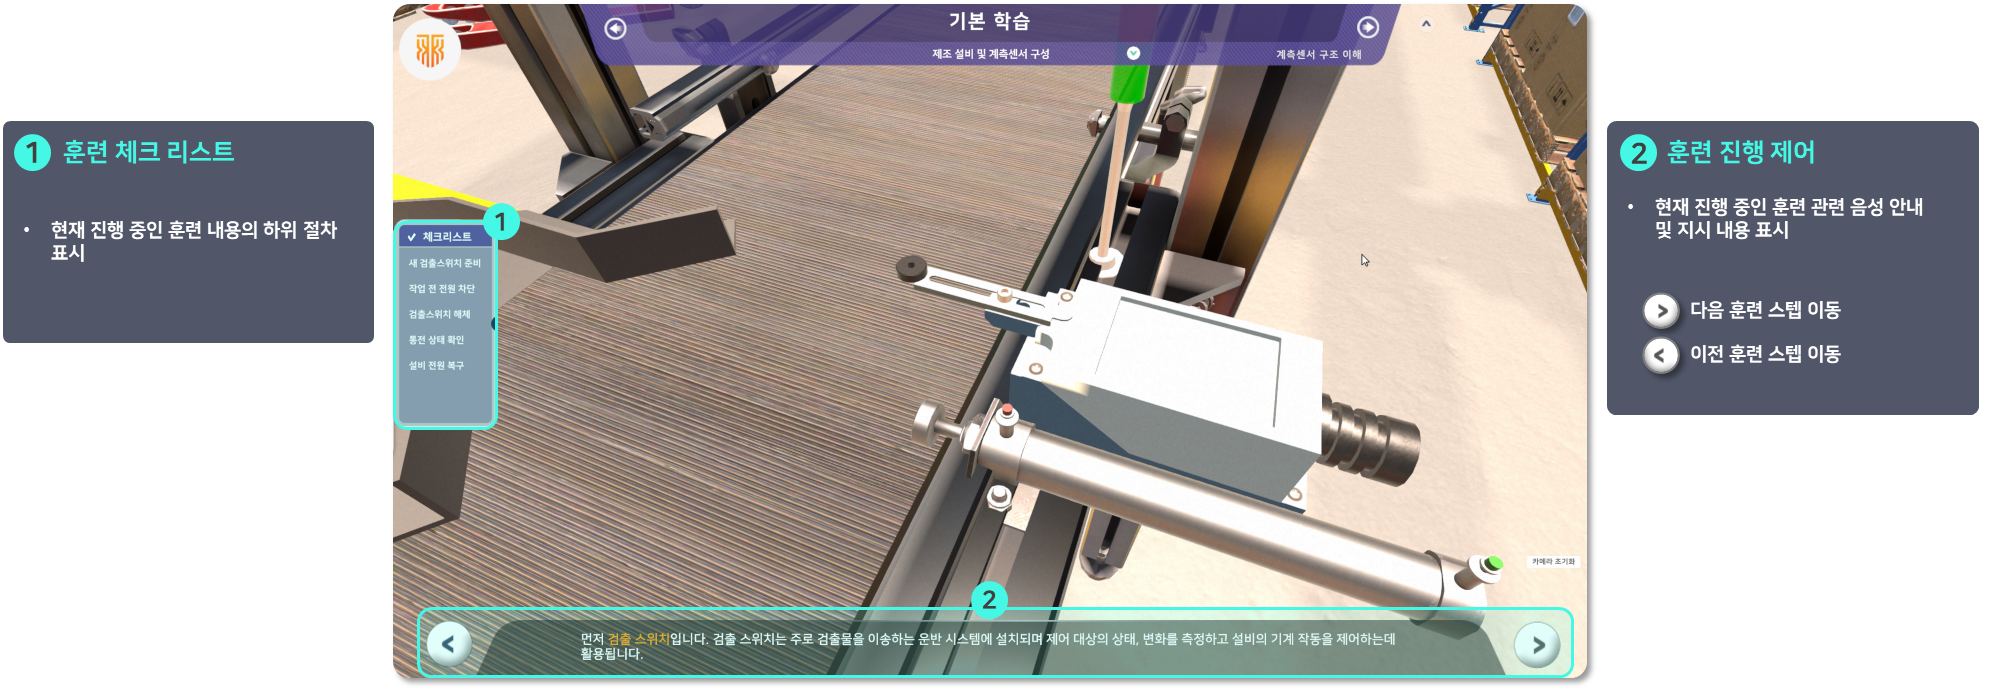 1 훈련 체크 리스트
• 현재 진행 중인 훈련 내용의 하위 절차
표시
기본 학습
제조 설비 및 계측센서 구성
계측센서 구조 이해
1
체크리스트
새 검출스위치 준비
작업 전 전원 차단
검출스위치 해체
통전 상태 확인
설비 전원 복구
카메라 초기화
2
먼저 검출 스위치입니다. 검출 스위치는 주로 검출물을 이송하는 운반 시스템에 설치되며 제어 대상의 상태, 변화를 측정하고 설비의 기계 작동을 제어하는데
활용됩니다.
2 훈련 진행 제어
• 현재 진행 중인 훈련 관련 음성 안내
및 지시 내용 표시
> 다음 훈련 스텝 이동
< 이전 훈련 스텝 이동